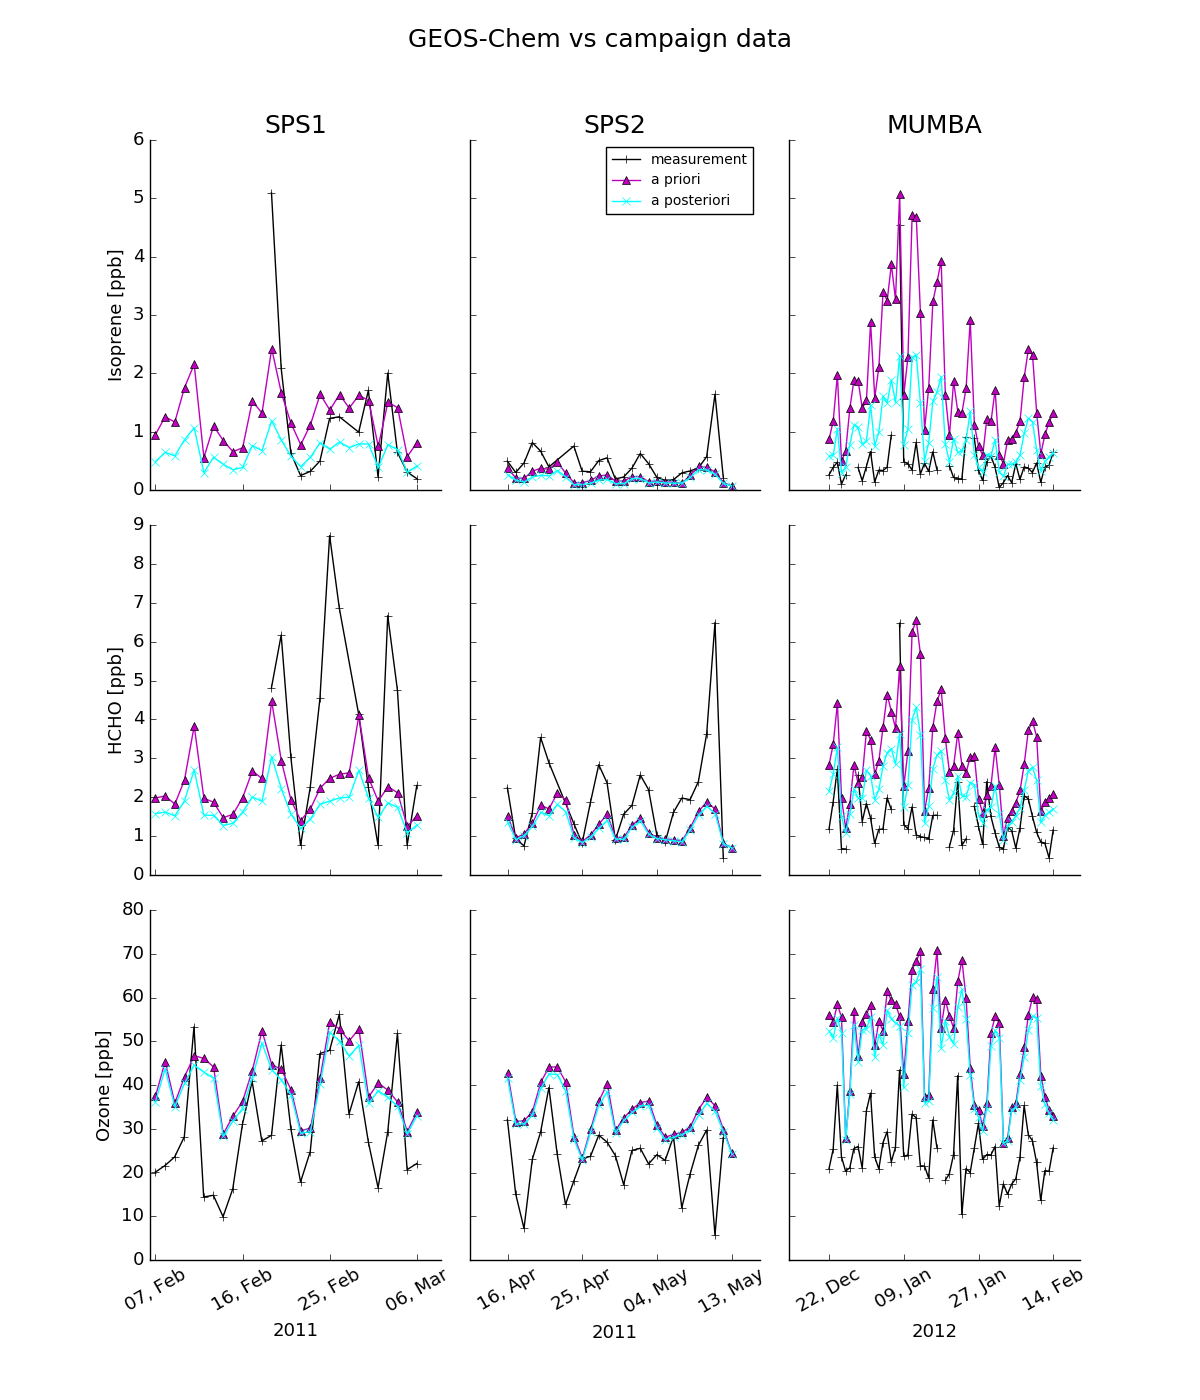 GEOS-Chem vs campaign data
SPS1 SPS2 MUMBA
Isoprene [ppb]
6
5
4
3
2
1
0
measurement
a priori
a posteriori
HCHO [ppb]
9
8
7
6
5
4
3
2
1
0
Ozone [ppb]
80
70
60
50
40
30
20
10
0
07, Feb 16, Feb 25, Feb 06, Mar 16, Apr 25, Apr 04, May 13, May 22, Dec 09, Jan 27, Jan 14, Feb
2011 2011 2012